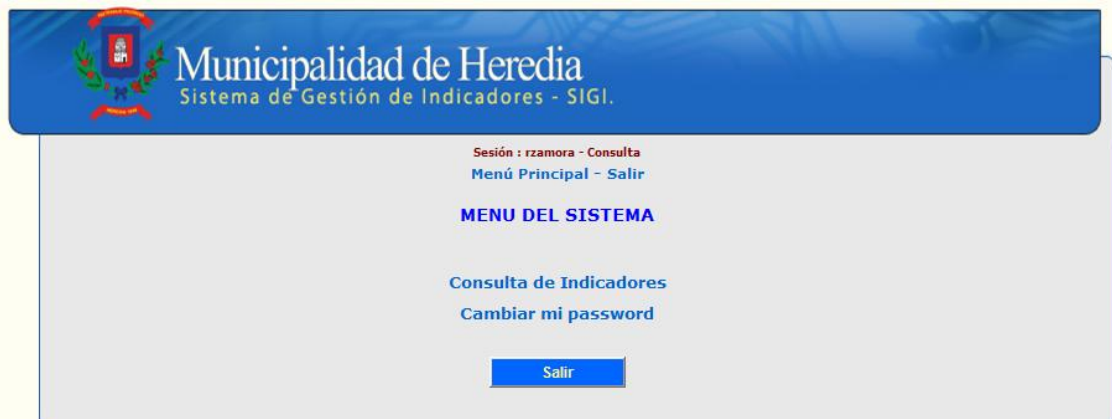 Municipalidad de Heredia
Sistema de Gestión de Indicadores - SIGI.
Sesión : rzamora - Consulta
Menú Principal - Salir
MENU DEL SISTEMA
Consulta de Indicadores
Cambiar mi password
Salir